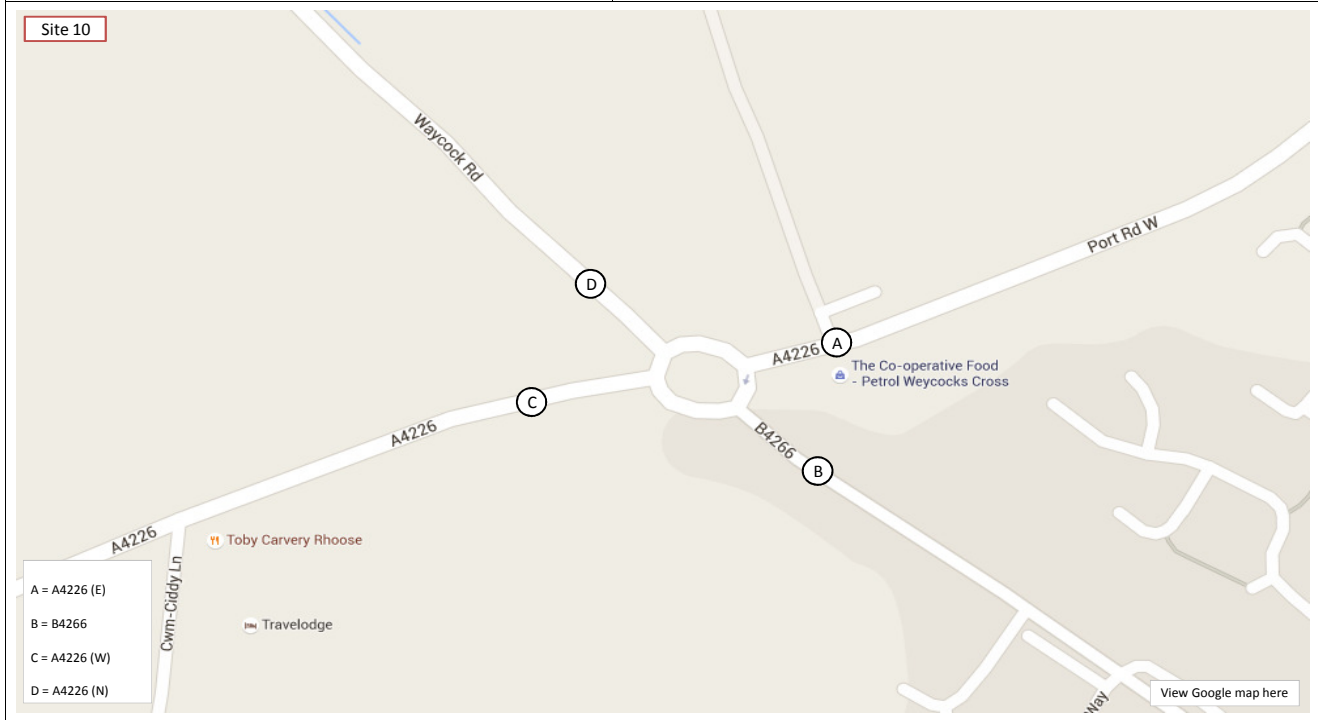 Site 10
Waycock Rd
Port Rd W
D
A
A4226
The Co-operative Food
- Petrol Weycocks Cross
C
A4226
B4266
B
A4226
Toby Carvery Rhoose
Cwm-Ciddy Ln
Travelodge
A = A4226 (E)
B = B4266
C = A4226 (W)
D = A4226 (N)
Way
View Google map here